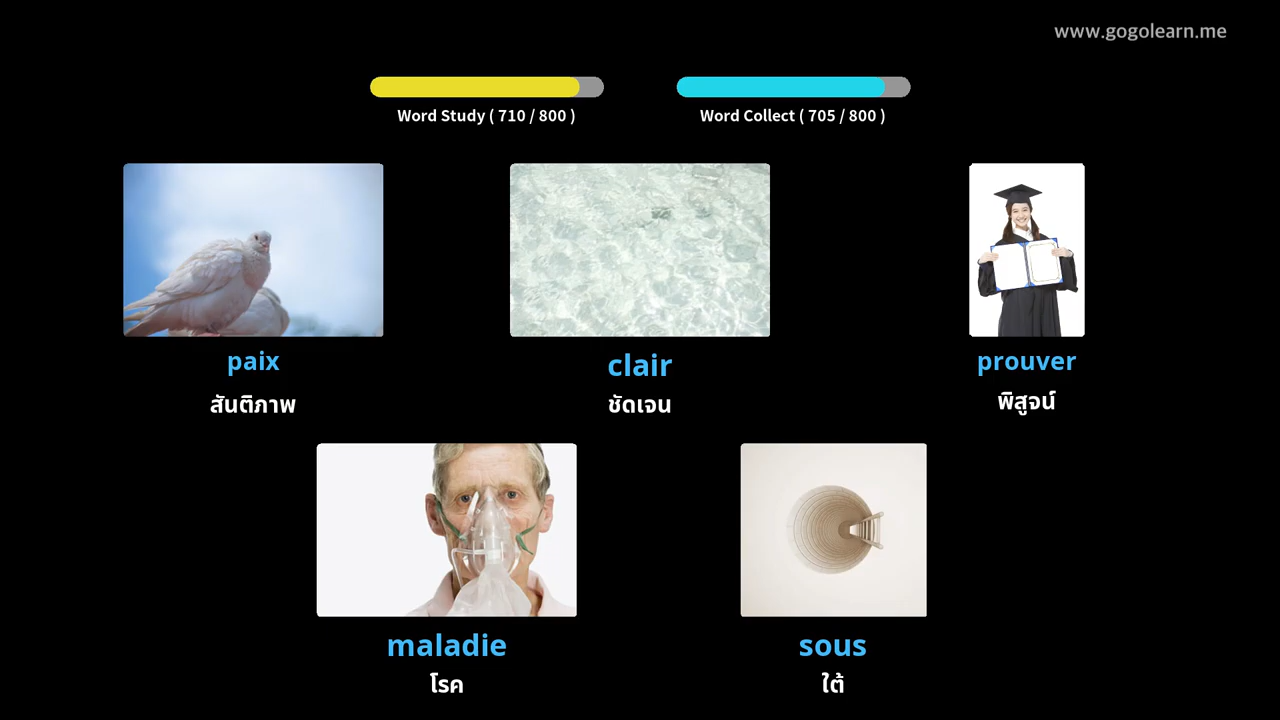 www.gogolearn.me
Word Study ( 710 / 800 )
Word Collect ( 705 / 800 )
paix
clair
prouver
สันติภาพ
ชัดเจน
พิสูจน์
maladie
sous
โรค
ใต้